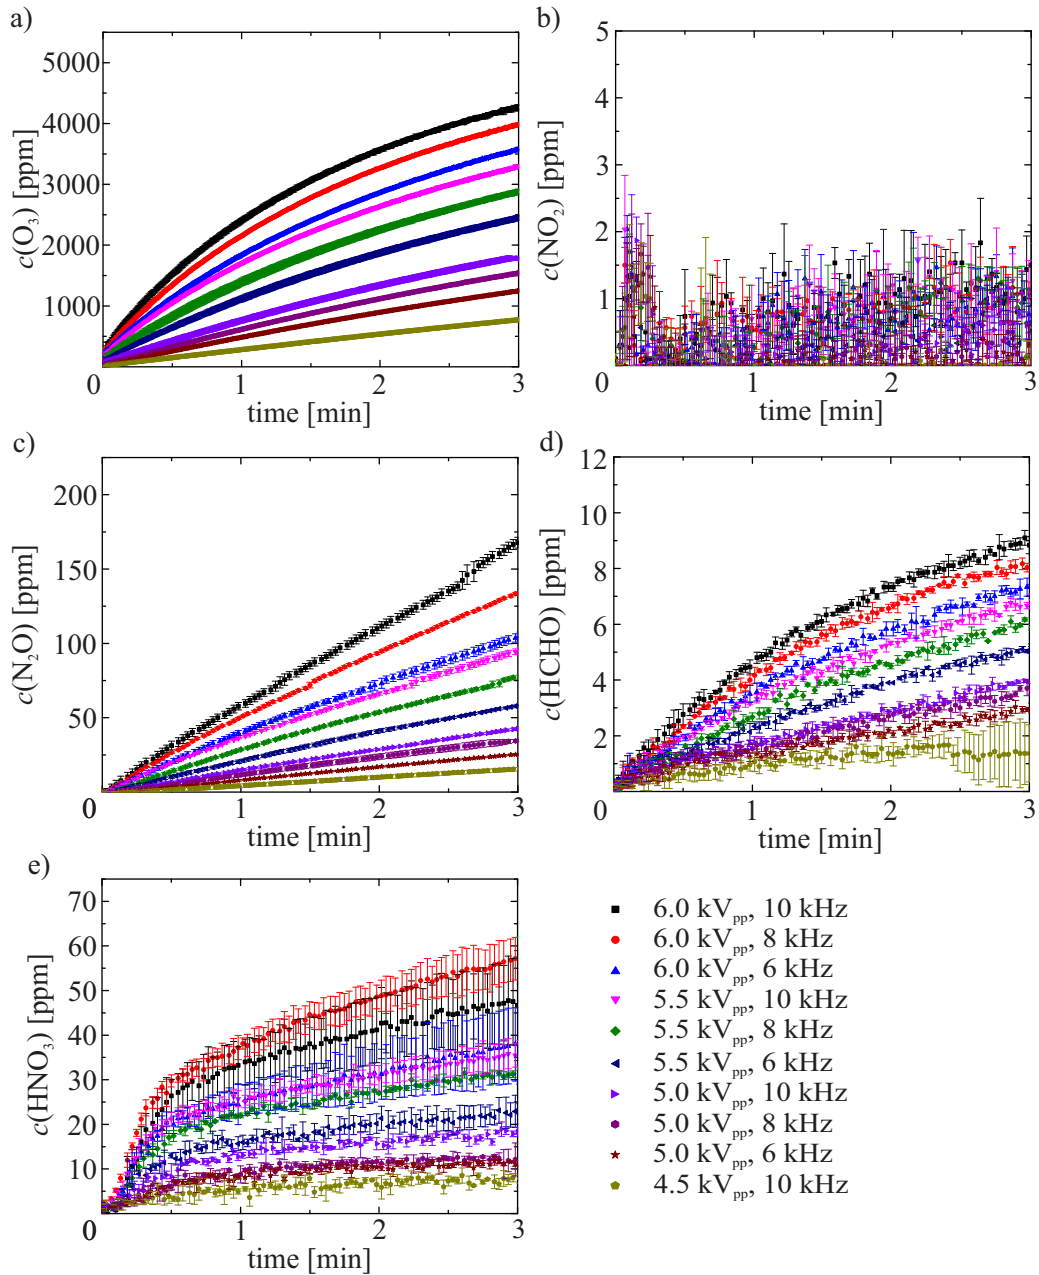 a)
5000
4000
3000
2000
1000
0 1 2 3
c(O₃) [ppm]
time [min]
b)
5
4
3
2
1
0 1 2 3
c(NO₂) [ppm]
time [min]
c)
200
150
100
50
0 0 1 2 3
c(N₂O) [ppm]
time [min]
d)
12
10
8
6
4
2
0 1 2 3
c(HCHO) [ppm]
time [min]
e)
70
60
50
40
30
20
10
0 0 1 2 3
c(HNO₃) [ppm]
time [min]
6.0 kVpp, 10 kHz
6.0 kVpp, 8 kHz
6.0 kVpp, 6 kHz
5.5 kVpp, 10 kHz
5.5 kVpp, 8 kHz
5.5 kVpp, 6 kHz
5.0 kVpp, 10 kHz
5.0 kVpp, 8 kHz
5.0 kVpp, 6 kHz
4.5 kVpp, 10 kHz